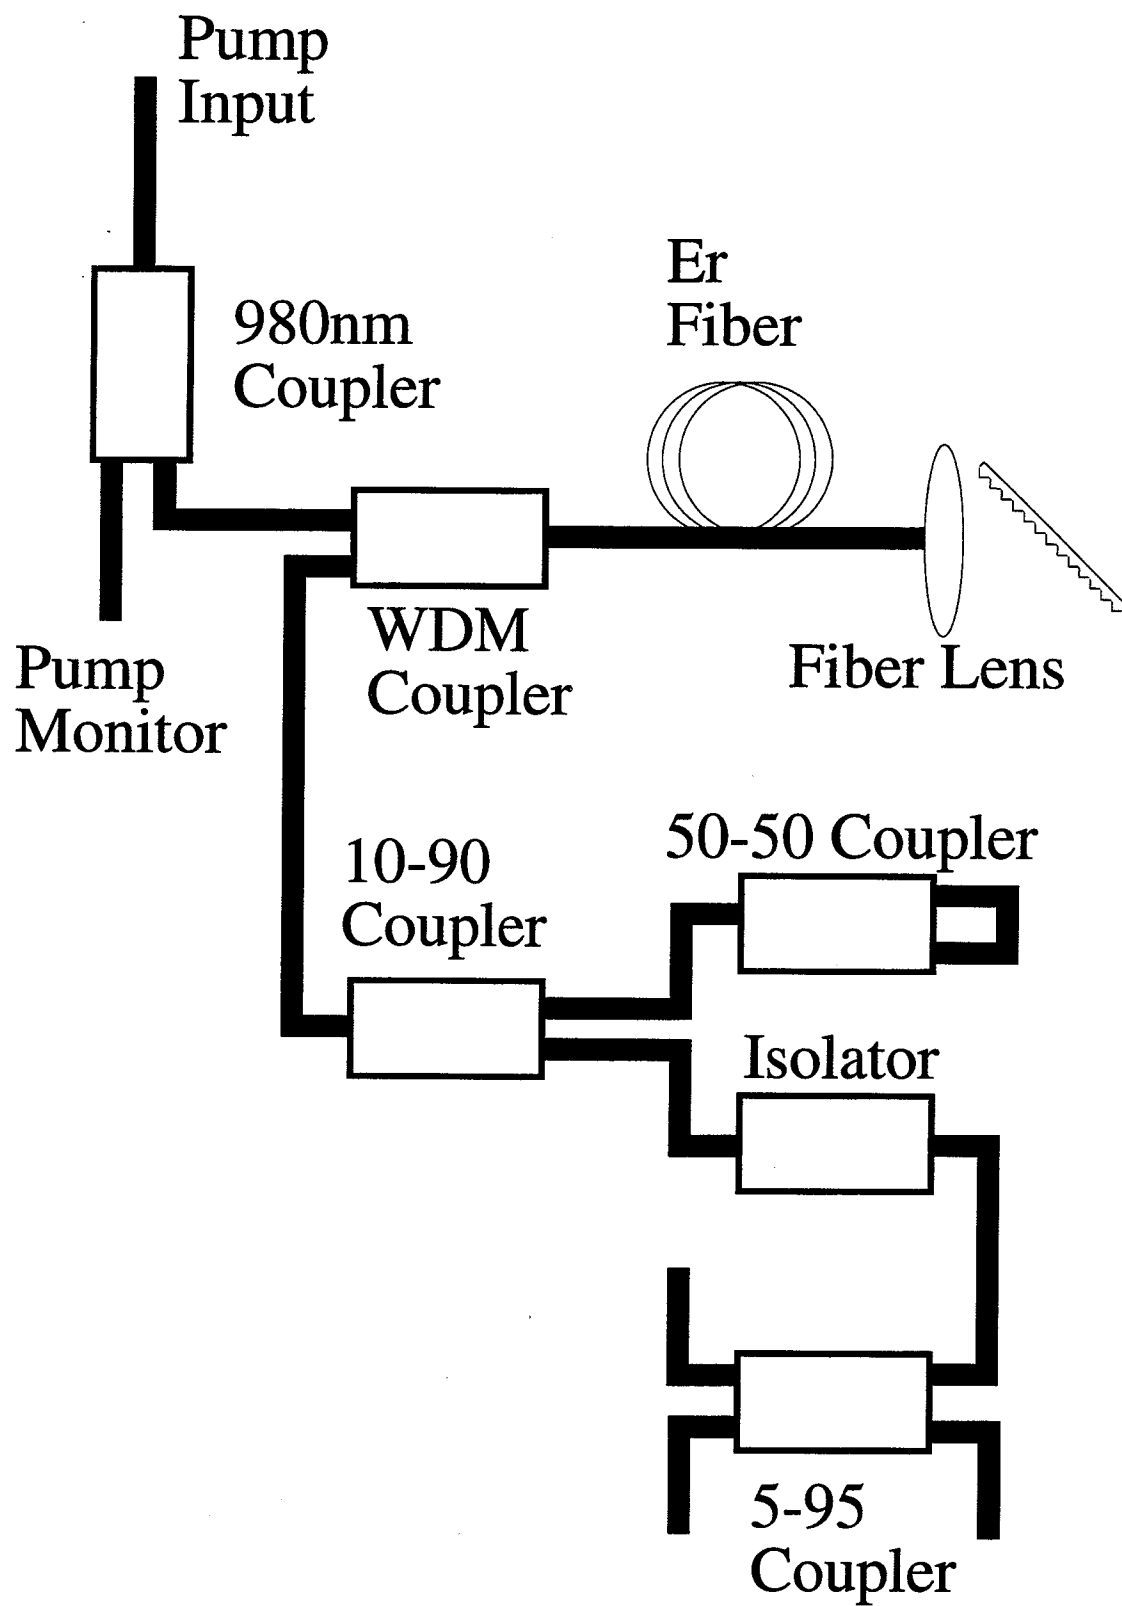 Pump
Input
980nm
Coupler
Er
Fiber
WDM
Coupler
Fiber Lens
Pump
Monitor
10-90
Coupler
50-50 Coupler
Isolator
5-95
Coupler